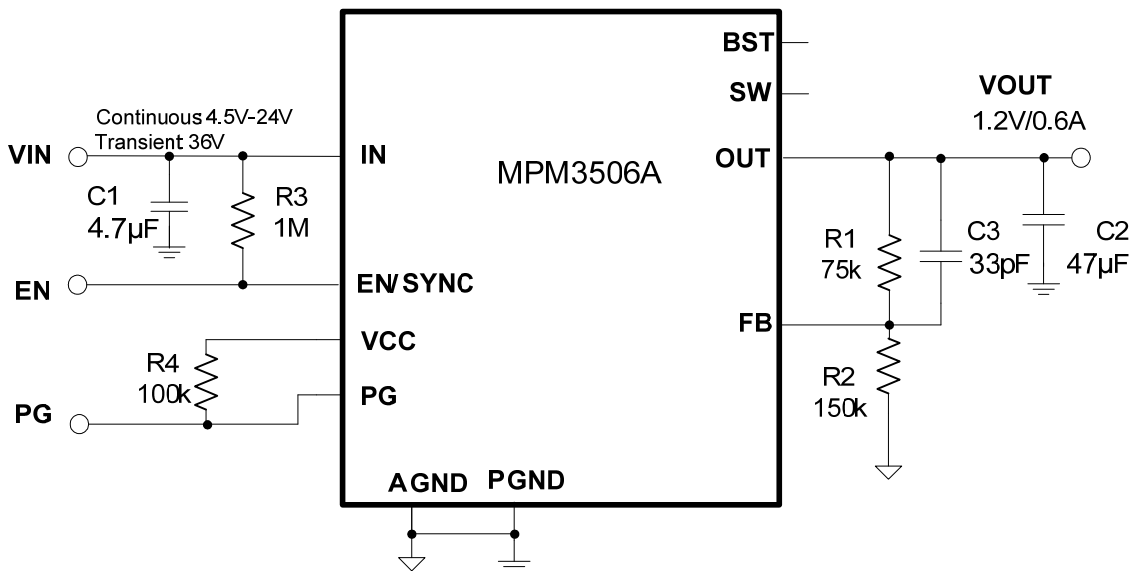 BST
SW
VOUT
1.2V/0.6A
Continuous 4.5V-24V
Transient 36V
VIN
IN
MPM3506A
OUT
C1
4.7µF
R3
1M
R1
75k
C3
33pF
C2
47µF
EN
EN/SYNC
VCC
FB
R4
100k
PG
PG
R2
150k
AGND
PGND